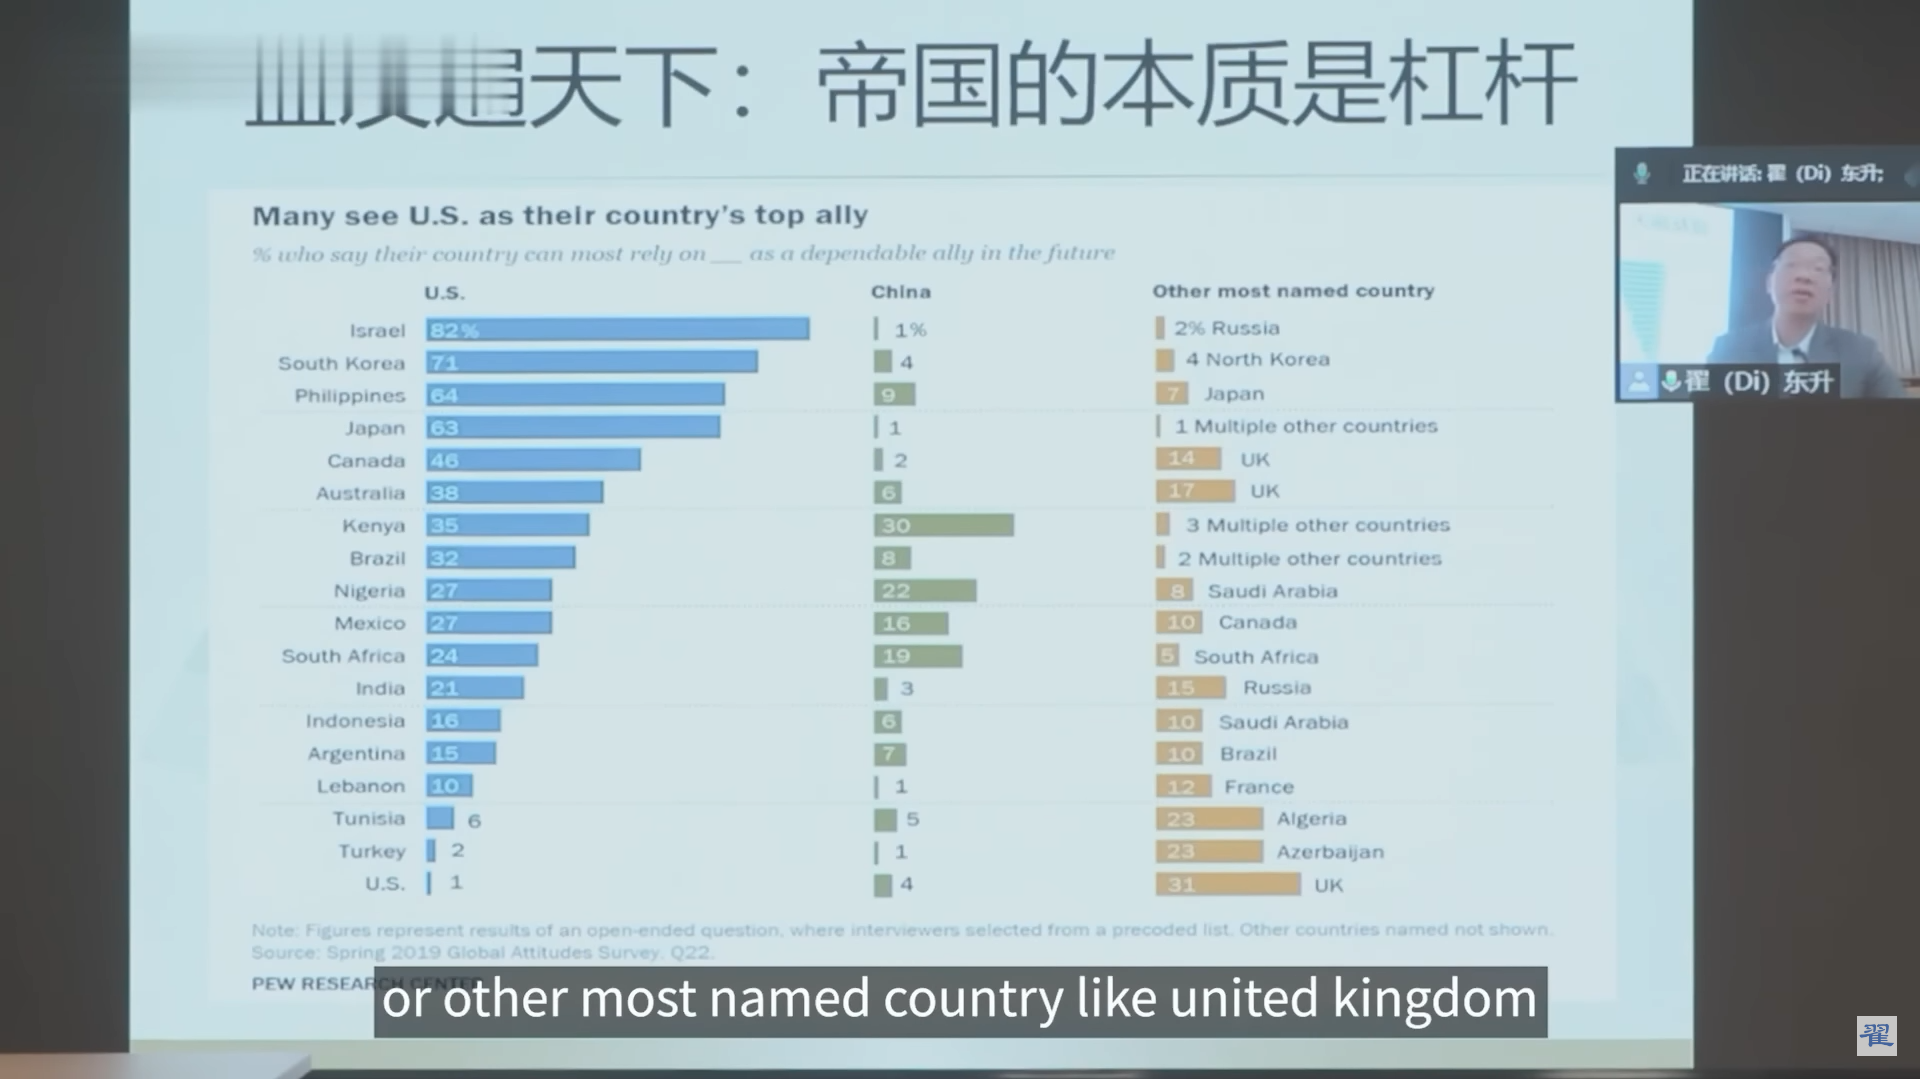 天下：帝国的本质是杠杆
正在讲话: 翟 (Di) 东升;
翟 (Di) 东升
Many see U.S. as their country's top ally
% who say their country can most rely on ___ as a dependable ally in the future
U.S. China Other most named country
Israel 82% 1% 2% Russia
South Korea 71 4 4 North Korea
Philippines 64 9 7 Japan
Japan 63 1 1 Multiple other countries
Canada 46 2 14 UK
Australia 38 6 17 UK
Kenya 35 30 3 Multiple other countries
Brazil 32 8 2 Multiple other countries
Nigeria 27 22 8 Saudi Arabia
Mexico 27 16 10 Canada
South Africa 24 19 5 South Africa
India 21 3 15 Russia
Indonesia 16 6 10 Saudi Arabia
Argentina 15 7 10 Brazil
Lebanon 10 1 12 France
Tunisia 6 5 23 Algeria
Turkey 2 1 23 Azerbaijan
U.S. 1 4 31 UK
Note: Figures represent results of an open-ended question, where interviewers selected from a precoded list. Other countries named not shown.
Source: Spring 2019 Global Attitudes Survey. Q22.
PEW RESEARCH CENTER
or other most named country like united kingdom
翟